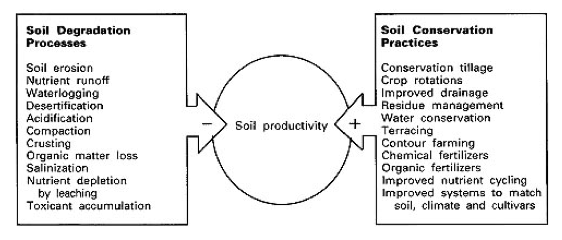 Soil Degradation
Processes
Soil erosion
Nutrient runoff
Waterlogging
Desertification
Acidification
Compaction
Crusting
Organic matter loss
Salinization
Nutrient depletion
by leaching
Toxicant accumulation
−
Soil productivity
+
Soil Conservation
Practices
Conservation tillage
Crop rotations
Improved drainage
Residue management
Water conservation
Terracing
Contour farming
Chemical fertilizers
Organic fertilizers
Improved nutrient cycling
Improved systems to match
soil, climate and cultivars